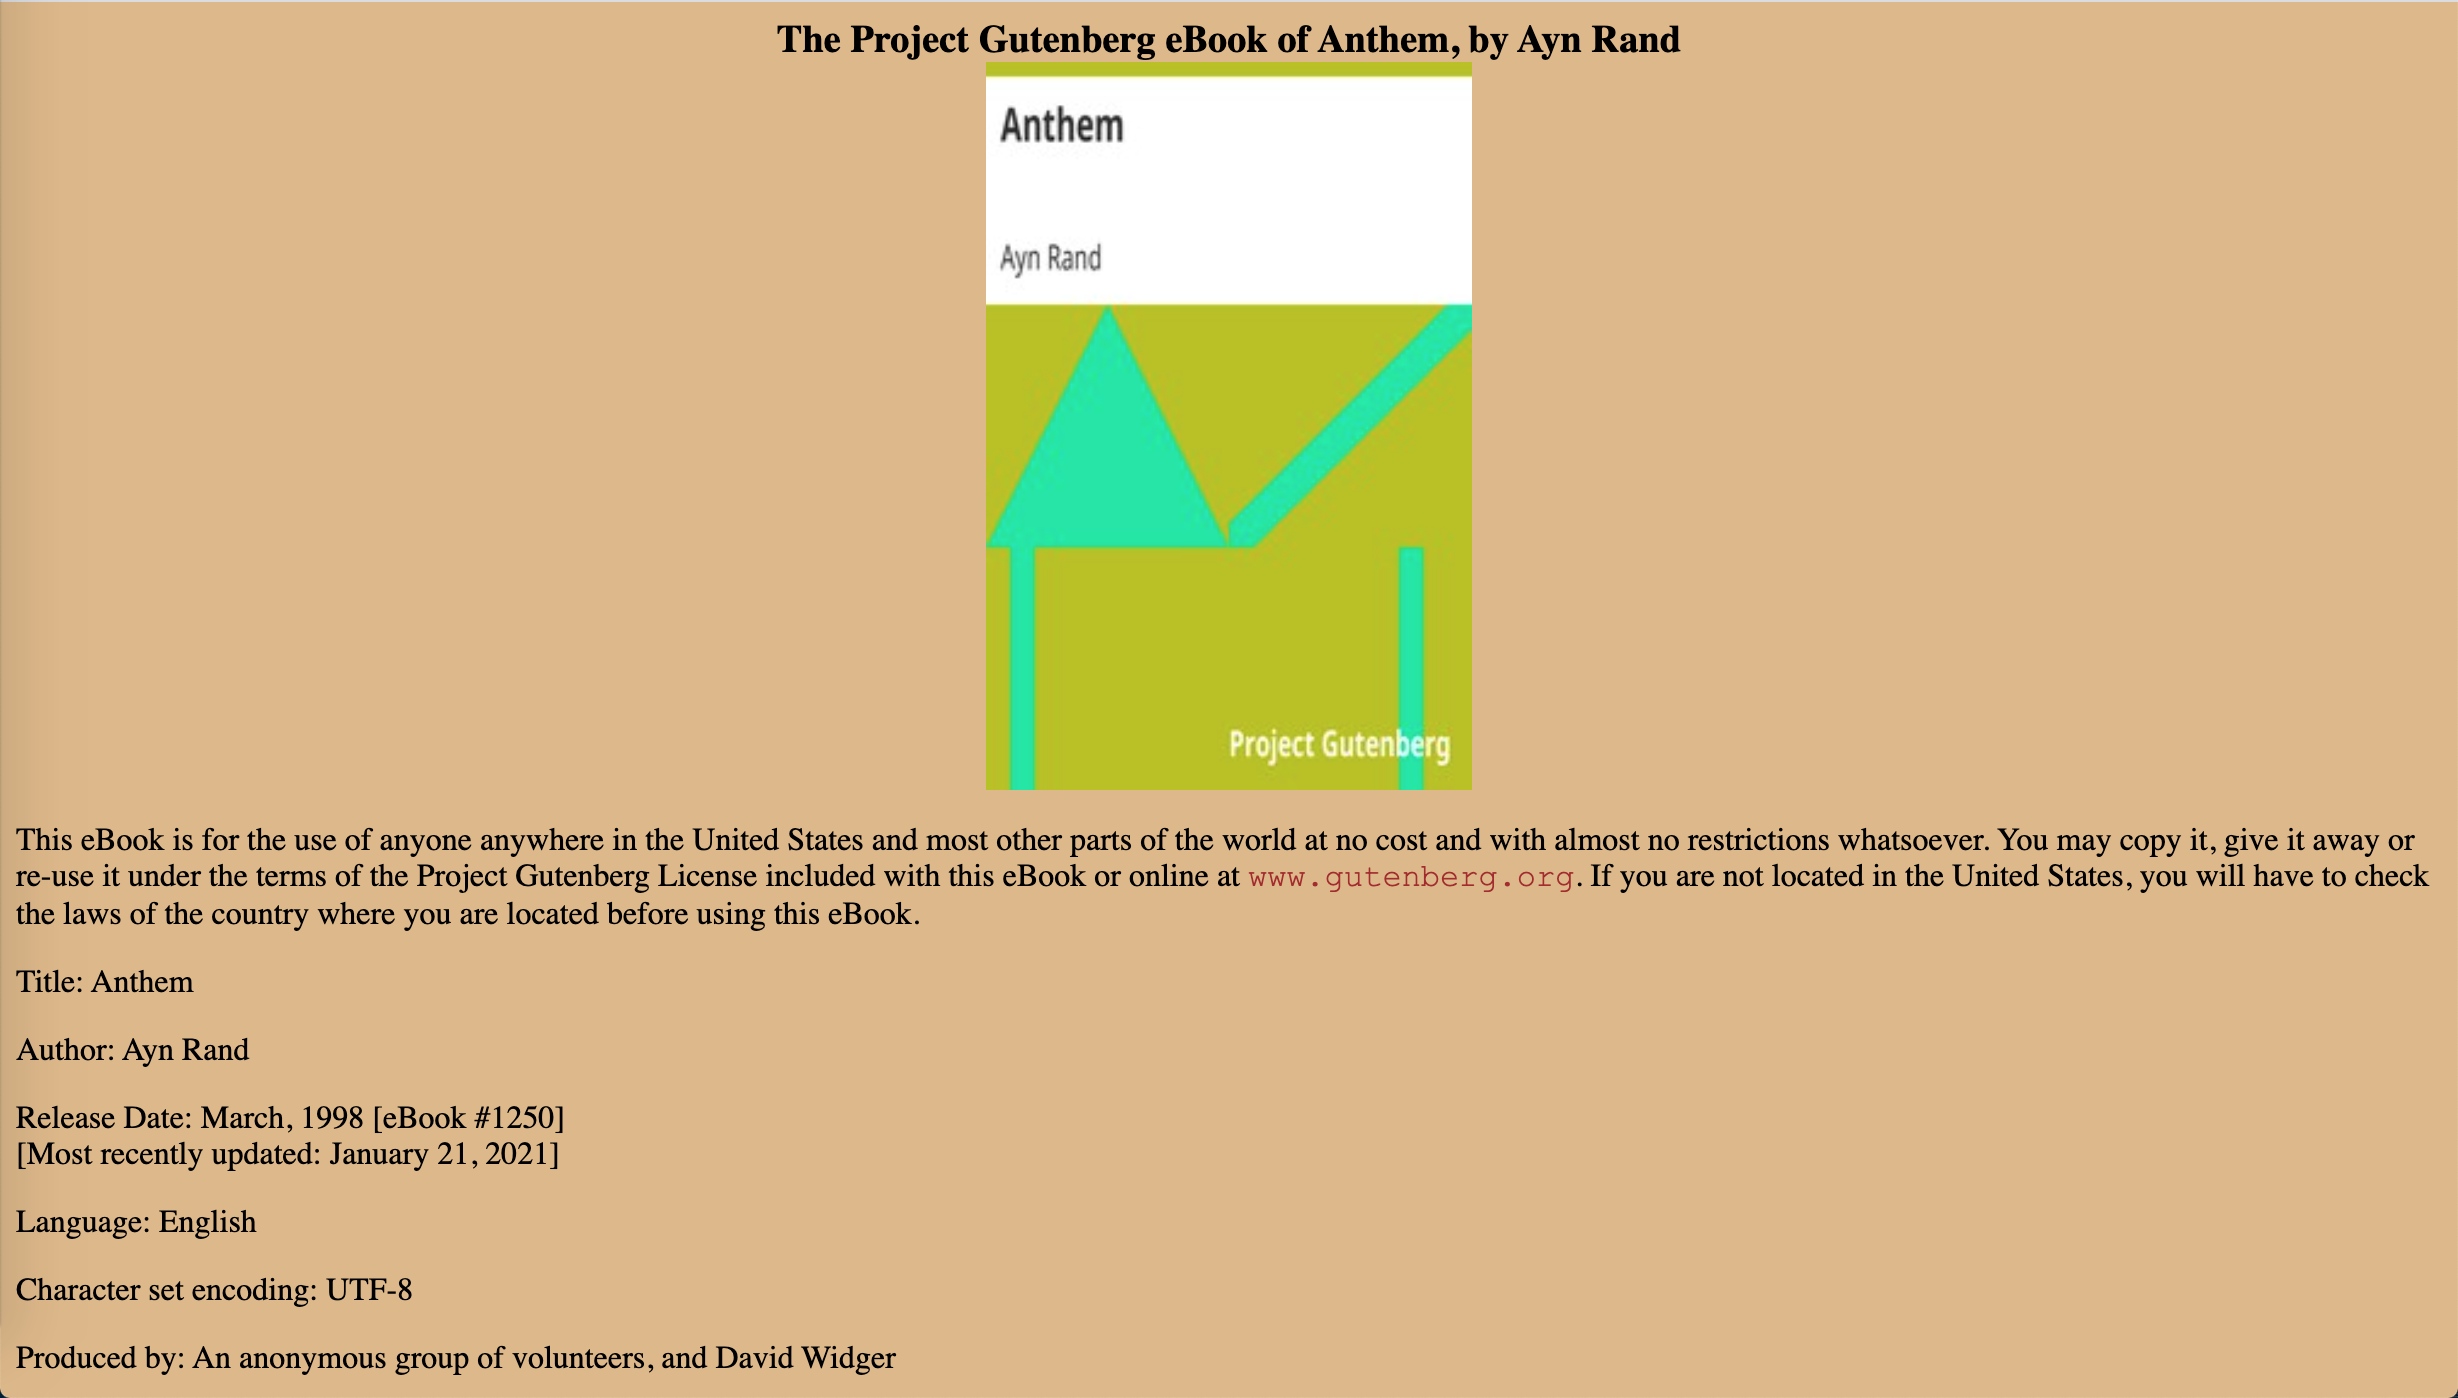 The Project Gutenberg eBook of Anthem, by Ayn Rand
Anthem
Ayn Rand
Project Gutenberg
This eBook is for the use of anyone anywhere in the United States and most other parts of the world at no cost and with almost no restrictions whatsoever. You may copy it, give it away or
re-use it under the terms of the Project Gutenberg License included with this eBook or online at www.gutenberg.org. If you are not located in the United States, you will have to check
the laws of the country where you are located before using this eBook.
Title: Anthem
Author: Ayn Rand
Release Date: March, 1998 [eBook #1250]
[Most recently updated: January 21, 2021]
Language: English
Character set encoding: UTF-8
Produced by: An anonymous group of volunteers, and David Widger